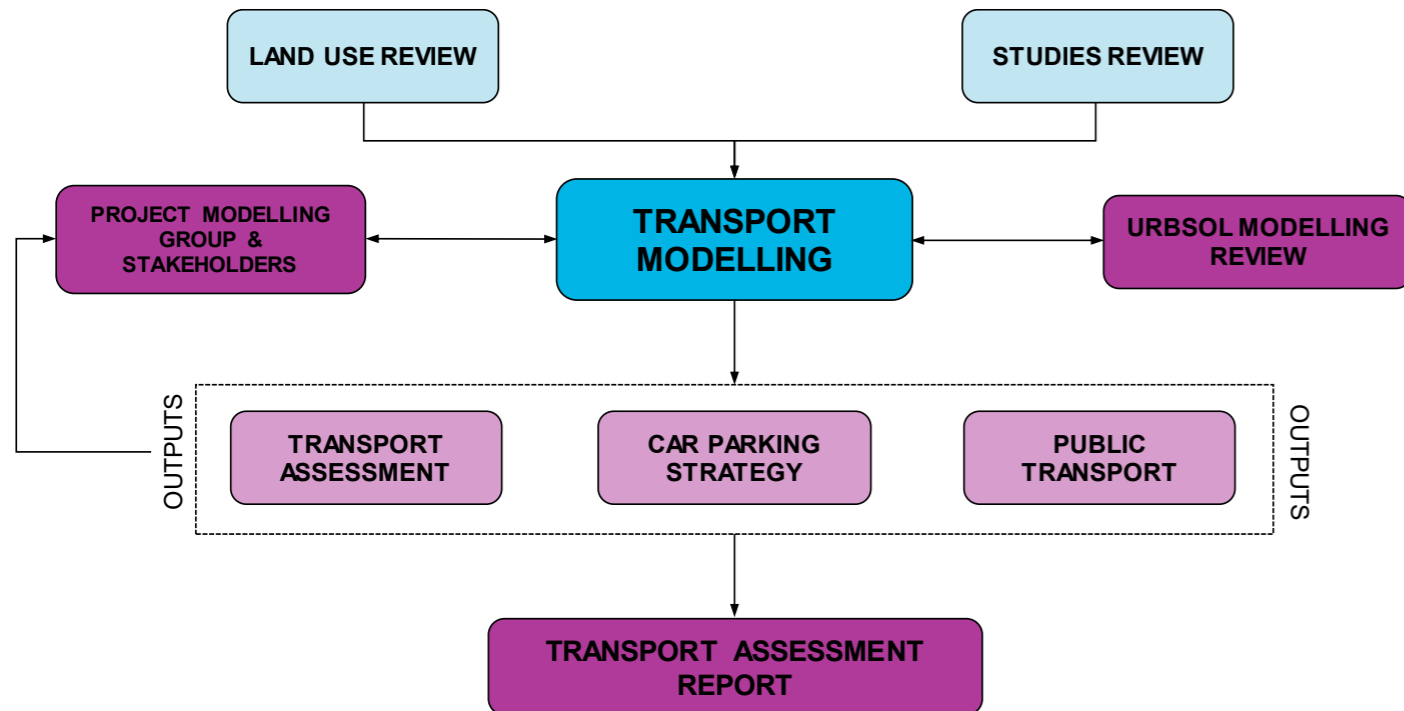 LAND USE REVIEW
STUDIES REVIEW
PROJECT MODELLING
GROUP &
STAKEHOLDERS
TRANSPORT
MODELLING
URBSOL MODELLING
REVIEW
OUTPUTS
TRANSPORT
ASSESSMENT
CAR PARKING
STRATEGY
PUBLIC
TRANSPORT
OUTPUTS
TRANSPORT ASSESSMENT
REPORT